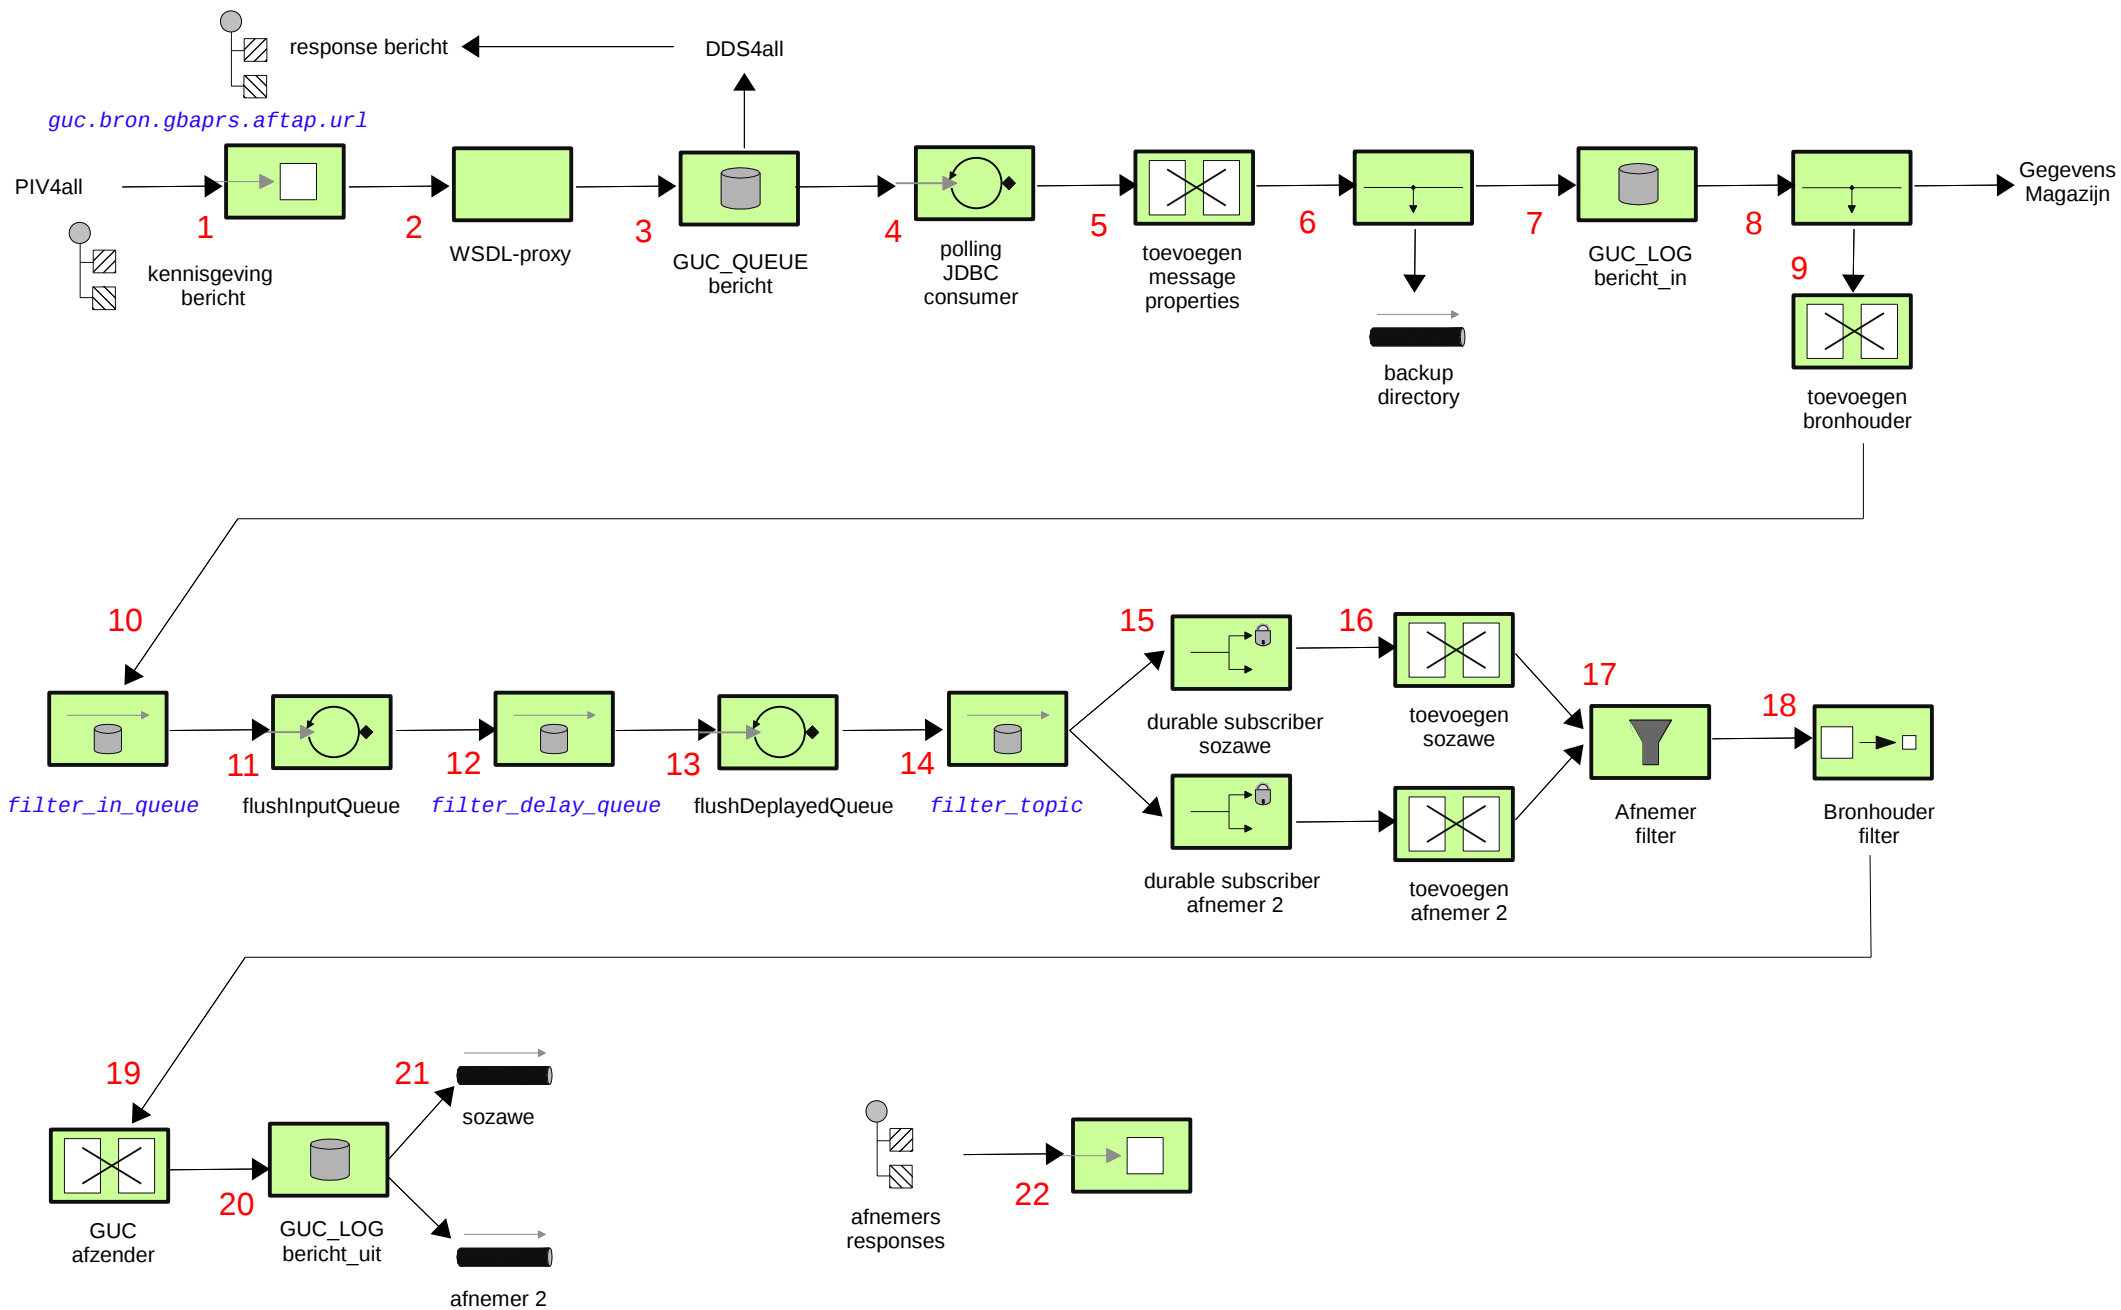 response bericht
DDS4all
guc.bron.gbaprs.aftap.url
PIV4all
1
2
3
4
5
6
7
8
Gegevens
Magazijn
kennisgeving
bericht
WSDL-proxy
GUC_QUEUE
bericht
polling
JDBC
consumer
toevoegen
message
properties
GUC_LOG
bericht_in
9
backup
directory
toevoegen
bronhouder
10
11
12
13
14
15
16
17
18
filter_in_queue
flushInputQueue
filter_delay_queue
flushDeplayedQueue
filter_topic
durable subscriber
sozawe
toevoegen
sozawe
durable subscriber
afnemer 2
toevoegen
afnemer 2
Afnemer
filter
Bronhouder
filter
19
20
21
22
GUC
afzender
GUC_LOG
bericht_uit
sozawe
afnemer 2
afnemers
responses